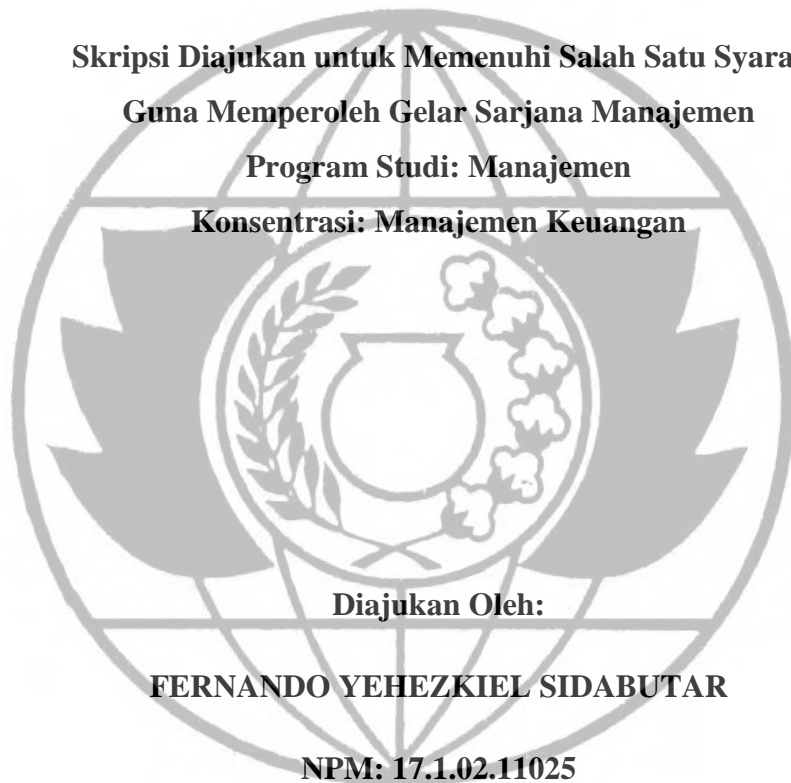 Skripsi Diajukan untuk Memenuhi Salah Satu Syara
Guna Memperoleh Gelar Sarjana Manajemen
Program Studi: Manajemen
Konsentrasi: Manajemen Keuangan
Diajukan Oleh:
FERNANDO YEHEZKIEL SIDABUTAR
NPM: 17.1.02.11025